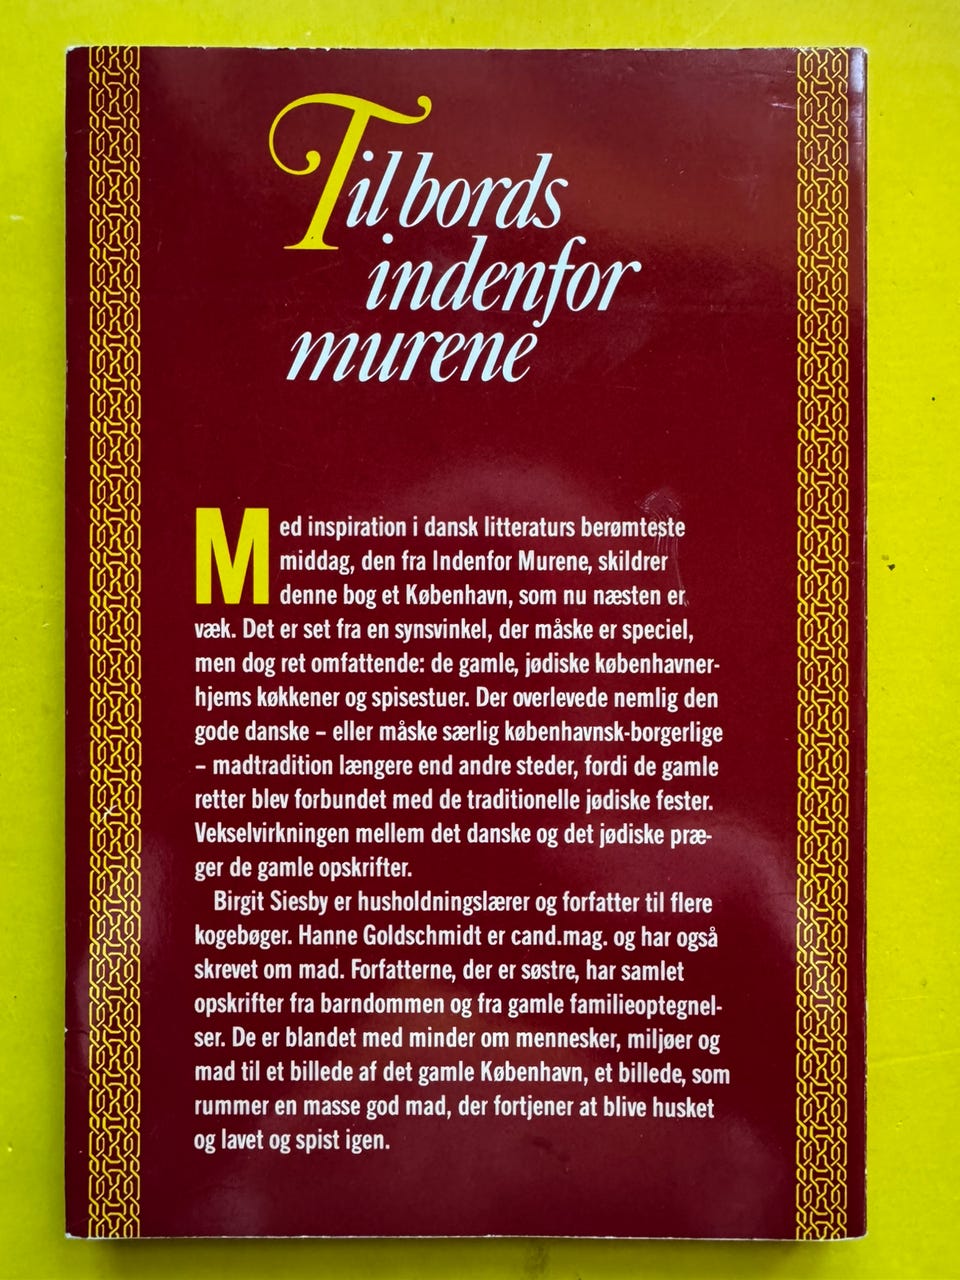 Til bords
indenfor
murene
Med inspiration i dansk litteraturs berømteste
middag, den fra Indenfor Murene, skildrer
denne bog et København, som nu næsten er
væk. Det er set fra en synsvinkel, der måske er speciel,
men dog ret omfattende: de gamle, jødiske københavner-
hjems køkkener og spisestuer. Der overlevede nemlig den
gode danske – eller måske særlig københavnsk-borgerlige
– madtradition længere end andre steder, fordi de gamle
retter blev forbundet med de traditionelle jødiske fester.
Vekselvirkningen mellem det danske og det jødiske præ-
ger de gamle opskrifter.
Birgit Siesby er husholdningslærer og forfatter til flere
kogebøger. Hanne Goldschmidt er cand.mag. og har også
skrevet om mad. Forfatterne, der er søstre, har samlet
opskrifter fra barndommen og fra gamle familieoptegnel-
ser. De er blandet med minder om mennesker, miljøer og
mad til et billede af det gamle København, et billede, som
rummer en masse god mad, der fortjener at blive husket
og lavet og spist igen.